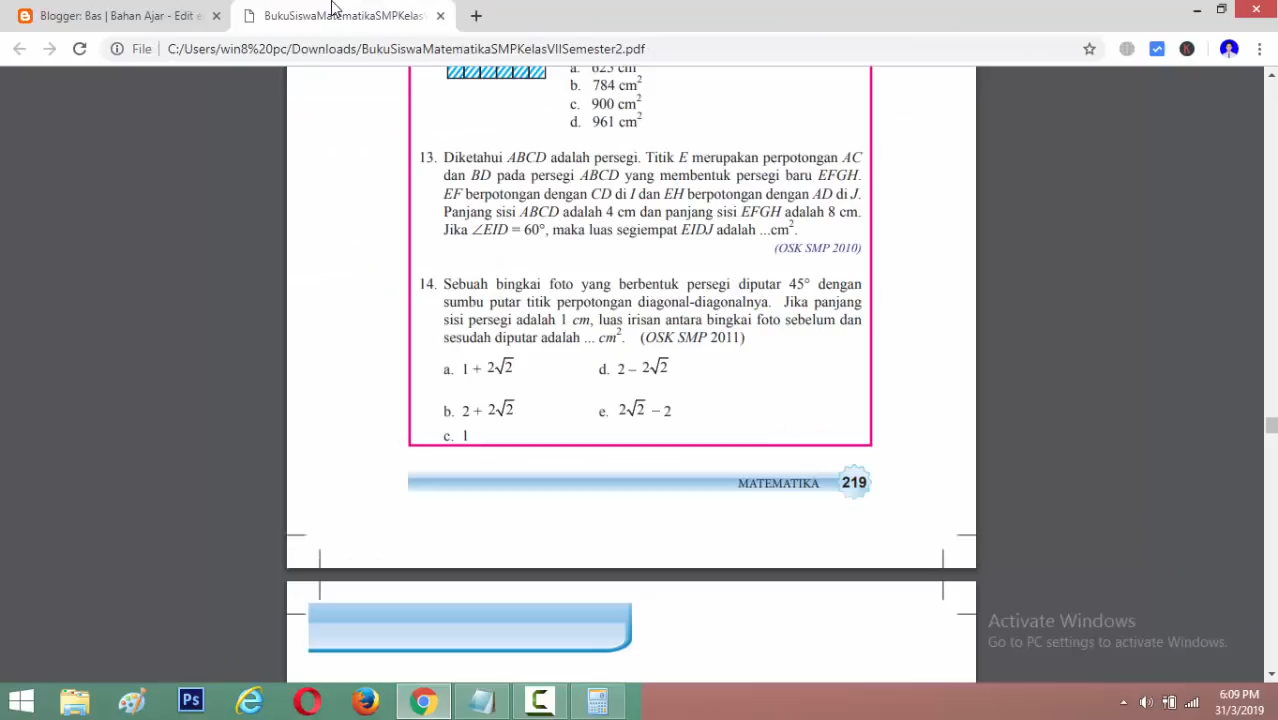 Blogger: Bas | Bahan Ajar - Edit e
BukuSiswaMatematikaSMPKelasV
File
C:/Users/win8%20pc/Downloads/BukuSiswaMatematikaSMPKelasVIISemester2.pdf
a. 625 cm
b. 784 cm²
c. 900 cm²
d. 961 cm²
13. Diketahui ABCD adalah persegi. Titik E merupakan perpotongan AC
dan BD pada persegi ABCD yang membentuk persegi baru EFGH.
EF berpotongan dengan CD di I dan EH berpotongan dengan AD di J.
Panjang sisi ABCD adalah 4 cm dan panjang sisi EFGH adalah 8 cm.
Jika ∠EID = 60°, maka luas segiempat EIDJ adalah ...cm².
(OSK SMP 2010)
14. Sebuah bingkai foto yang berbentuk persegi diputar 45° dengan
sumbu putar titik perpotongan diagonal-diagonalnya. Jika panjang
sisi persegi adalah 1 cm, luas irisan antara bingkai foto sebelum dan
sesudah diputar adalah ... cm². (OSK SMP 2011)
a. 1 + 2√2
d. 2 – 2√2
b. 2 + 2√2
e. 2√2 – 2
c. 1
MATEMATIKA 219
Activate Windows
Go to PC settings to activate Windows.
Ps
K
6:09 PM
31/3/2019